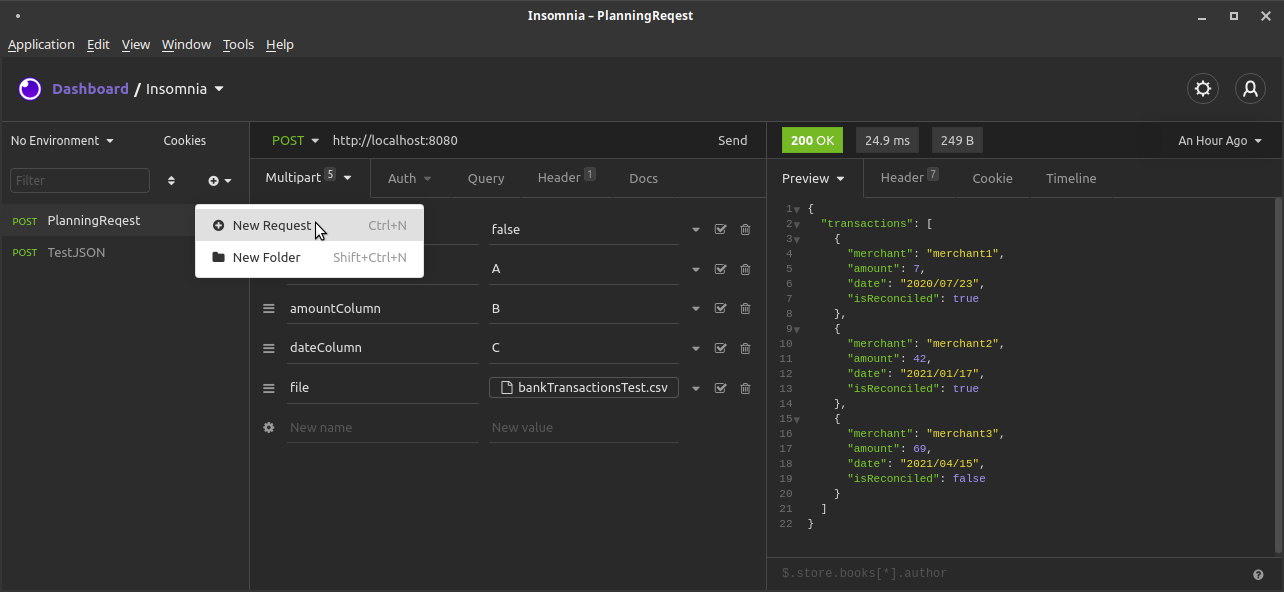 Insomnia – PlanningReqest
Application Edit View Window Tools Help
Dashboard / Insomnia
No Environment Cookies
Filter
POST PlanningReqest
POST TestJSON
New Request Ctrl+N
New Folder Shift+Ctrl+N
POST http://localhost:8080 Send
Multipart 5 Auth Query Header 1 Docs
false
A
amountColumn B
dateColumn C
file bankTransactionsTest.csv
New name New value
200 OK 24.9 ms 249 B An Hour Ago
Preview Header 7 Cookie Timeline
1 {
2 "transactions": [
3 {
4 "merchant": "merchant1",
5 "amount": 7,
6 "date": "2020/07/23",
7 "isReconciled": true
8 },
9 {
10 "merchant": "merchant2",
11 "amount": 42,
12 "date": "2021/01/17",
13 "isReconciled": true
14 },
15 {
16 "merchant": "merchant3",
17 "amount": 69,
18 "date": "2021/04/15",
19 "isReconciled": false
20 }
21 ]
22 }
$.store.books[*].author